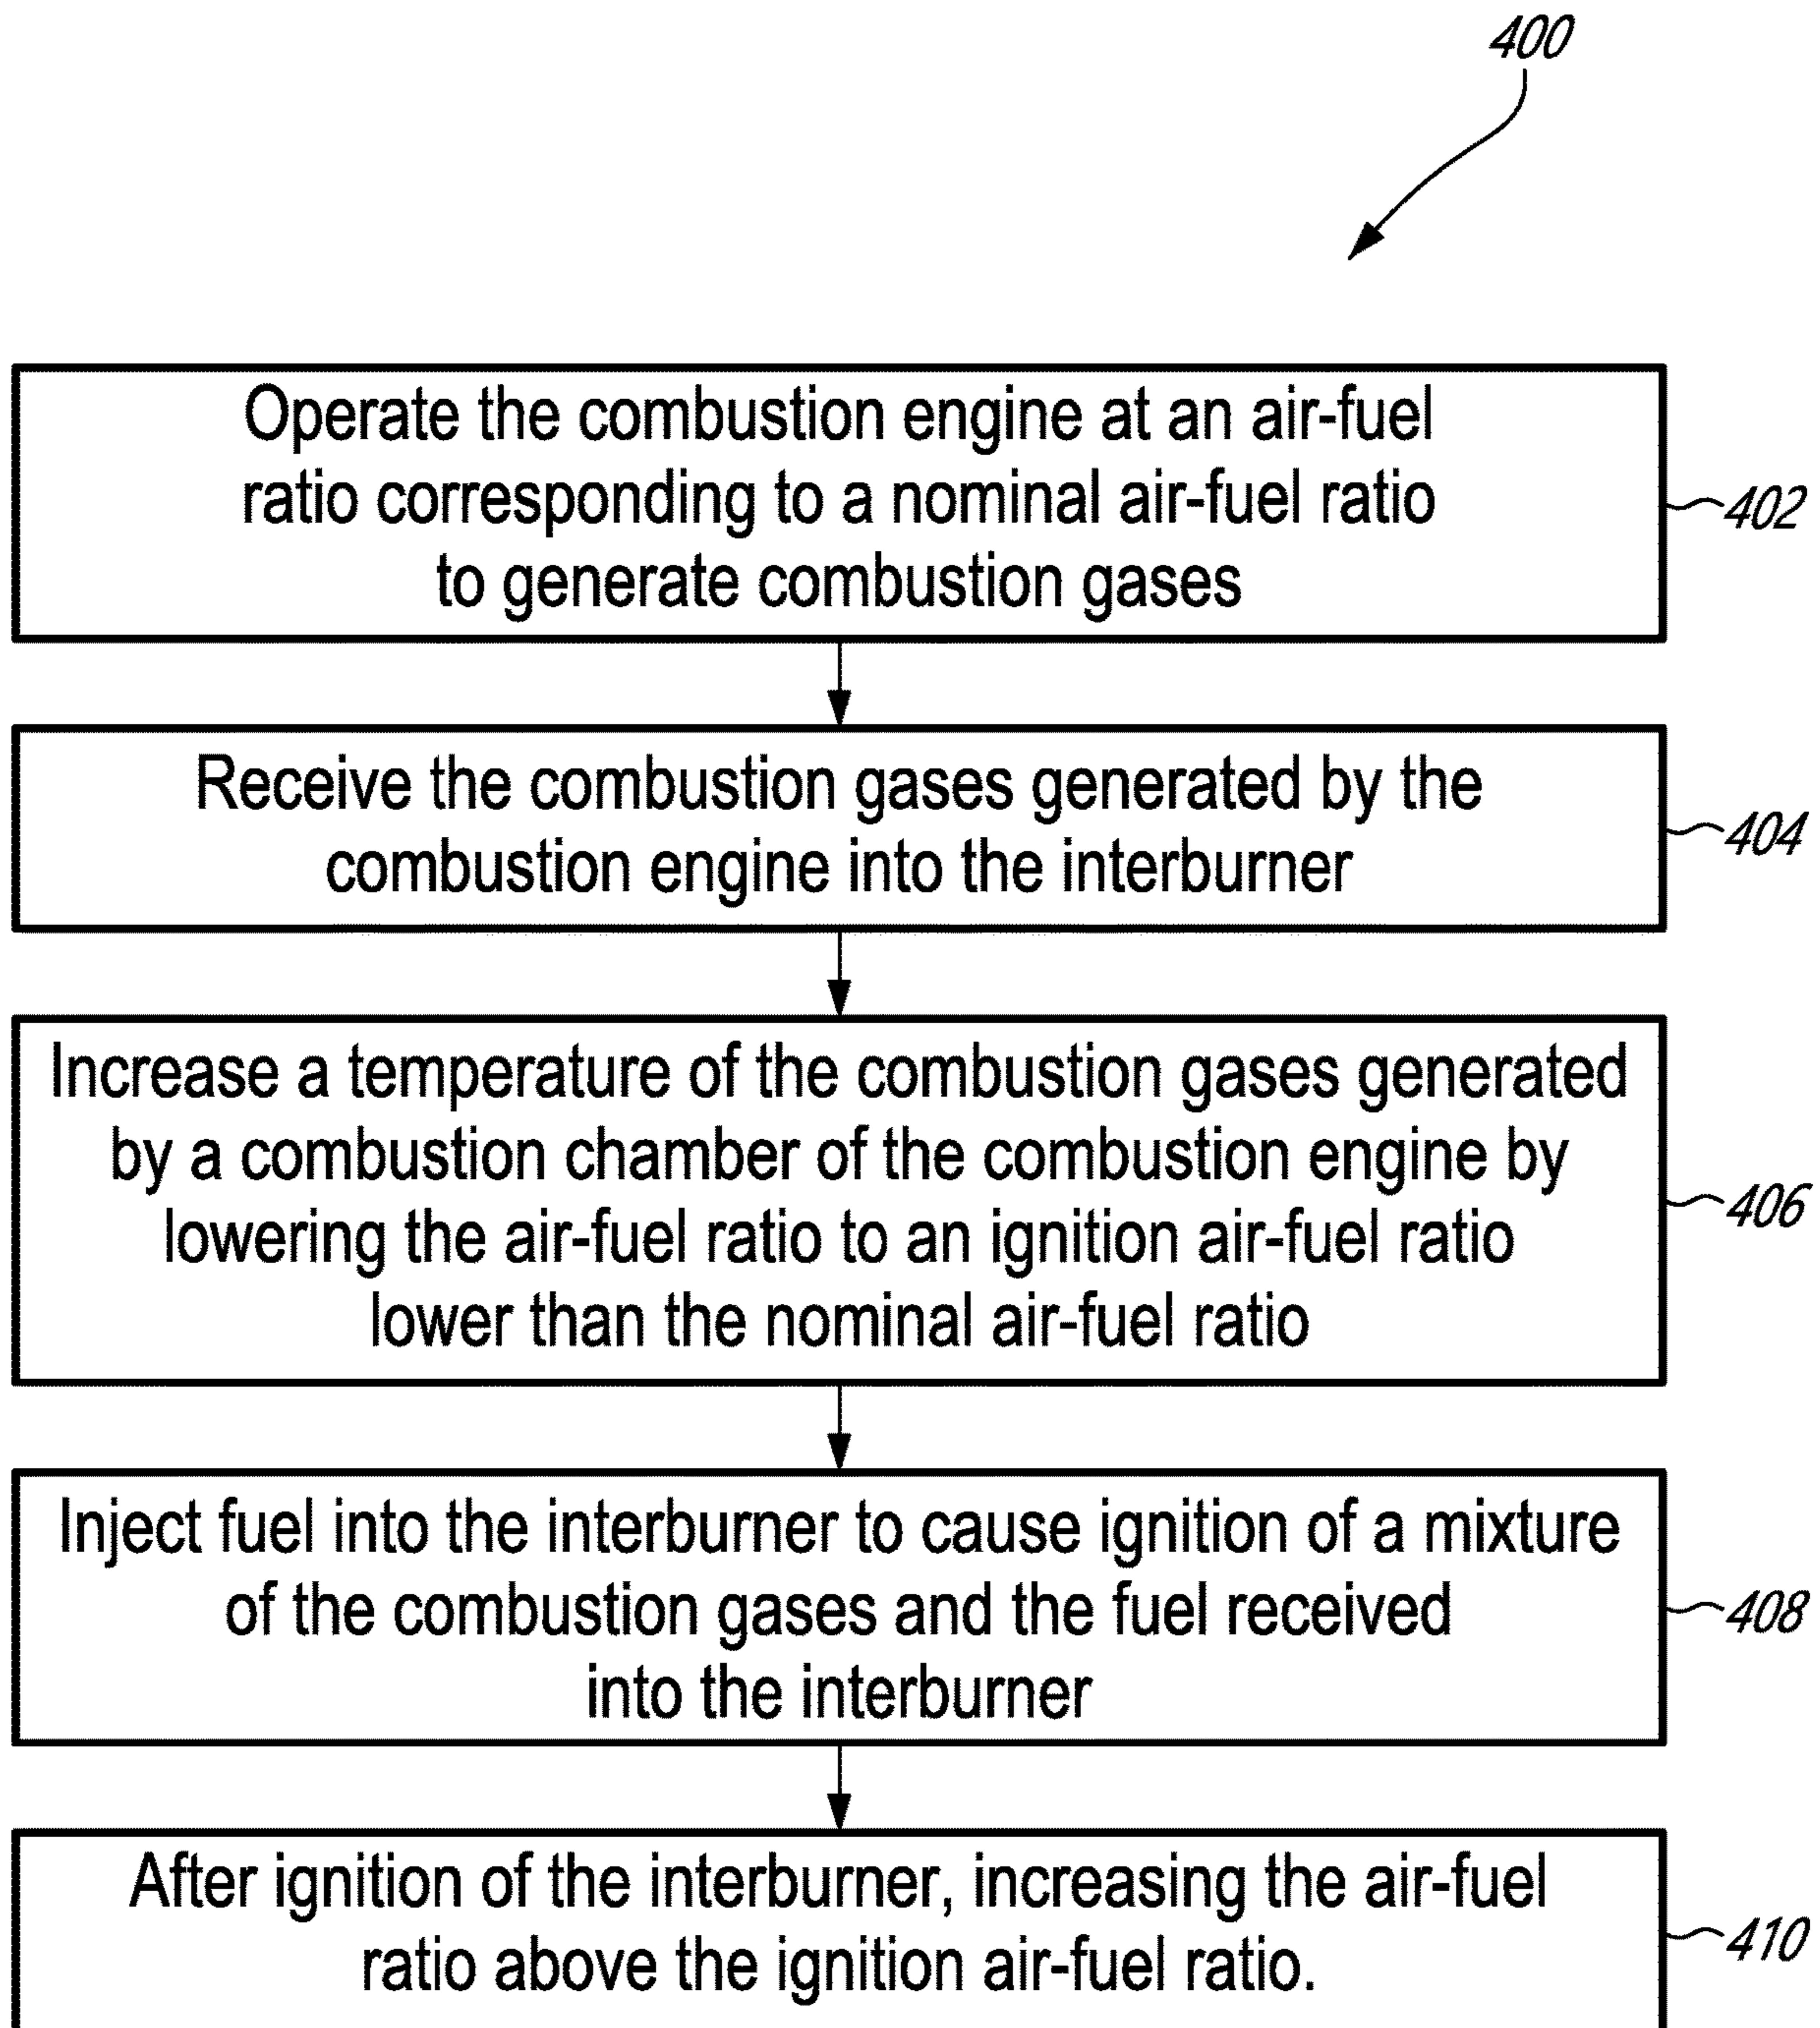 400
Operate the combustion engine at an air-fuel
ratio corresponding to a nominal air-fuel ratio
to generate combustion gases
402
Receive the combustion gases generated by the
combustion engine into the interburner
404
Increase a temperature of the combustion gases generated
by a combustion chamber of the combustion engine by
lowering the air-fuel ratio to an ignition air-fuel ratio
lower than the nominal air-fuel ratio
406
Inject fuel into the interburner to cause ignition of a mixture
of the combustion gases and the fuel received
into the interburner
408
After ignition of the interburner, increasing the air-fuel
ratio above the ignition air-fuel ratio.
410